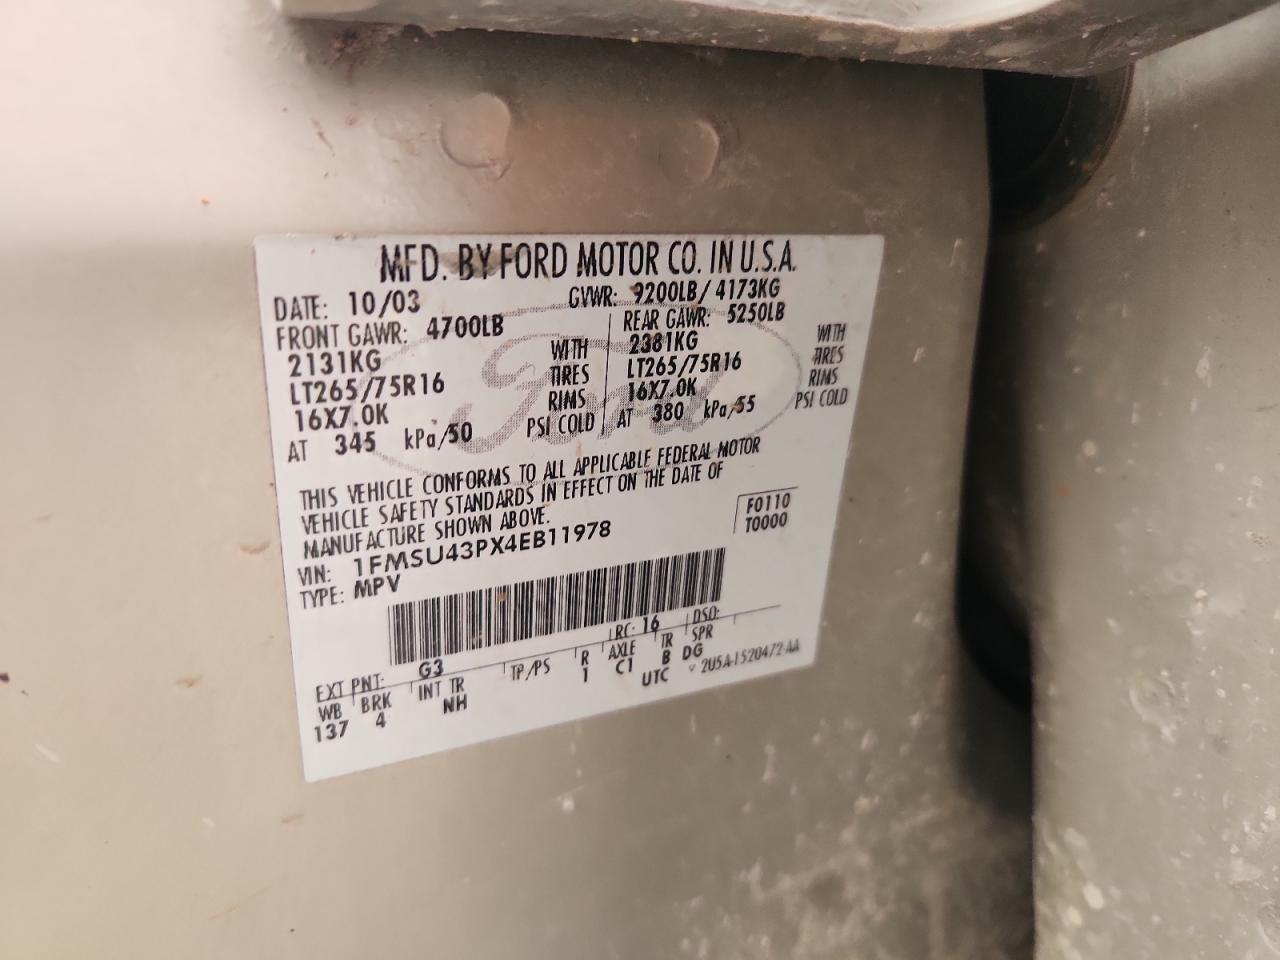 MFD. BY FORD MOTOR CO. IN U.S.A.
DATE: 10/03 GVWR: 9200LB/ 4173KG
FRONT GAWR: 4700LB REAR GAWR: 5250LB
2131KG WITH 2381KG WITH
LT265/75R16 TIRES LT265/75R16 TIRES
16X7.0K RIMS 16X7.0K RIMS
AT 345 kPa/50 PSI COLD AT 380 kPa/55 PSI COLD
Ford
THIS VEHICLE CONFORMS TO ALL APPLICABLE FEDERAL MOTOR
VEHICLE SAFETY STANDARDS IN EFFECT ON THE DATE OF
MANUFACTURE SHOWN ABOVE.
VIN: 1FMSU43PX4EB11978 F0110
TYPE: MPV T0000
EXT PNT: G3 RC: 16 DSO:
WB BRK INT TR TP/PS R AXLE TR SPR
137 4 NH 1 C1 B DG
UTC ▿ 2U5A-1520472-AA